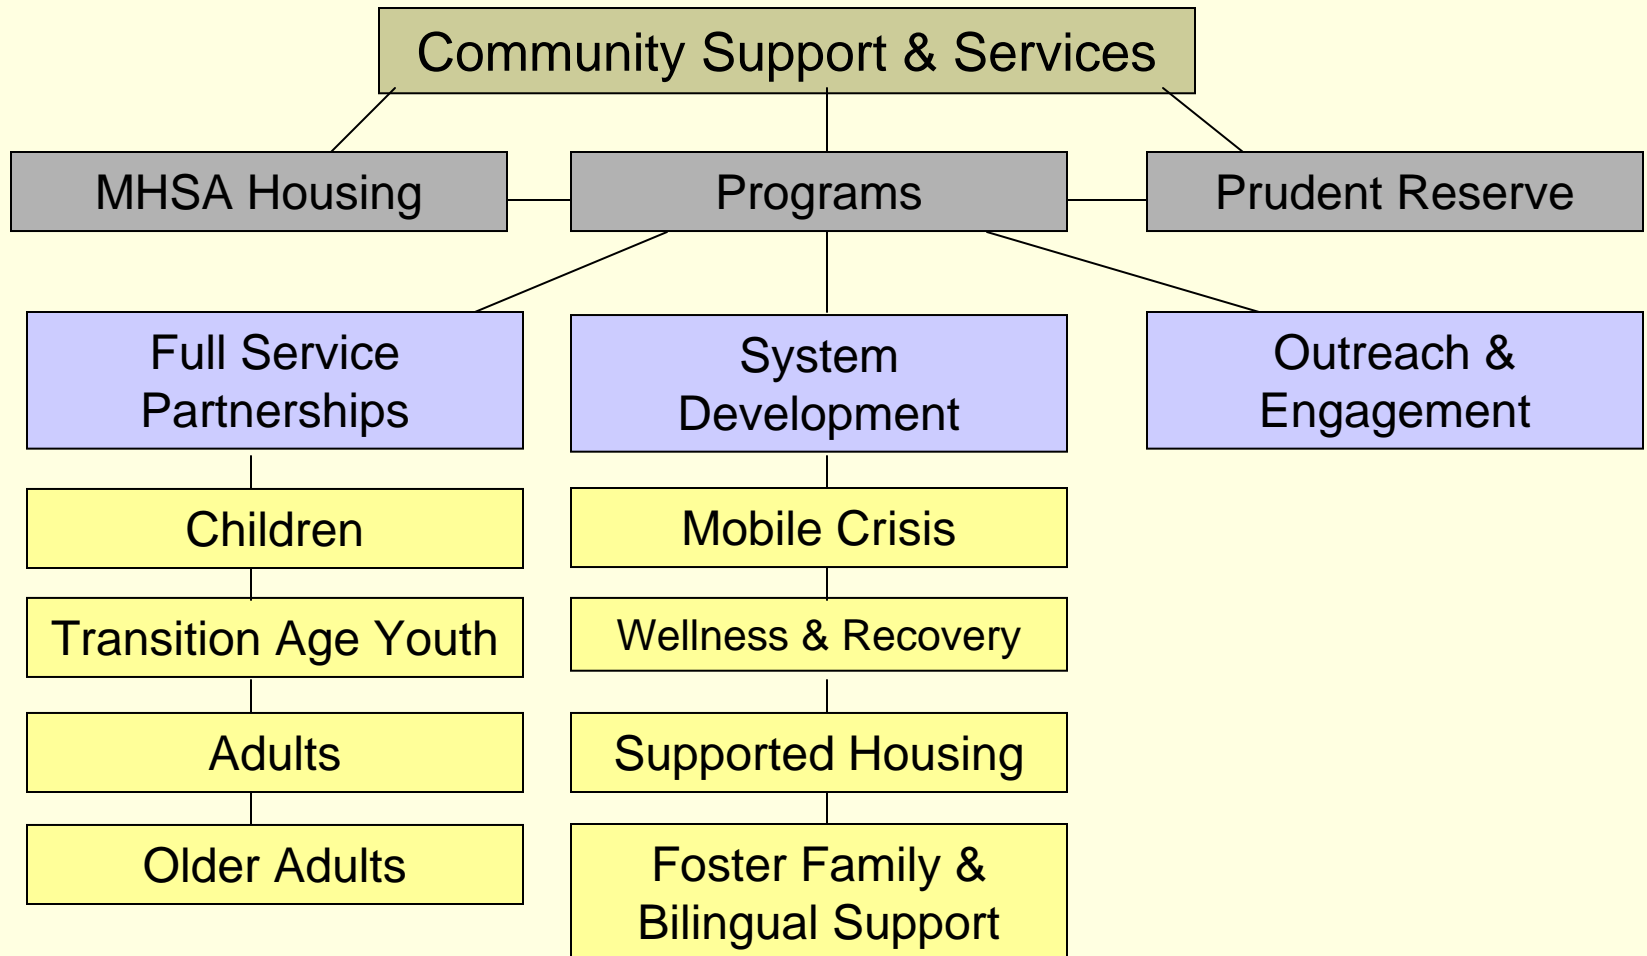 Community Support & Services
MHSA Housing
Programs
Prudent Reserve
Full Service
Partnerships
System
Development
Outreach &
Engagement
Children
Mobile Crisis
Transition Age Youth
Wellness & Recovery
Adults
Supported Housing
Older Adults
Foster Family &
Bilingual Support